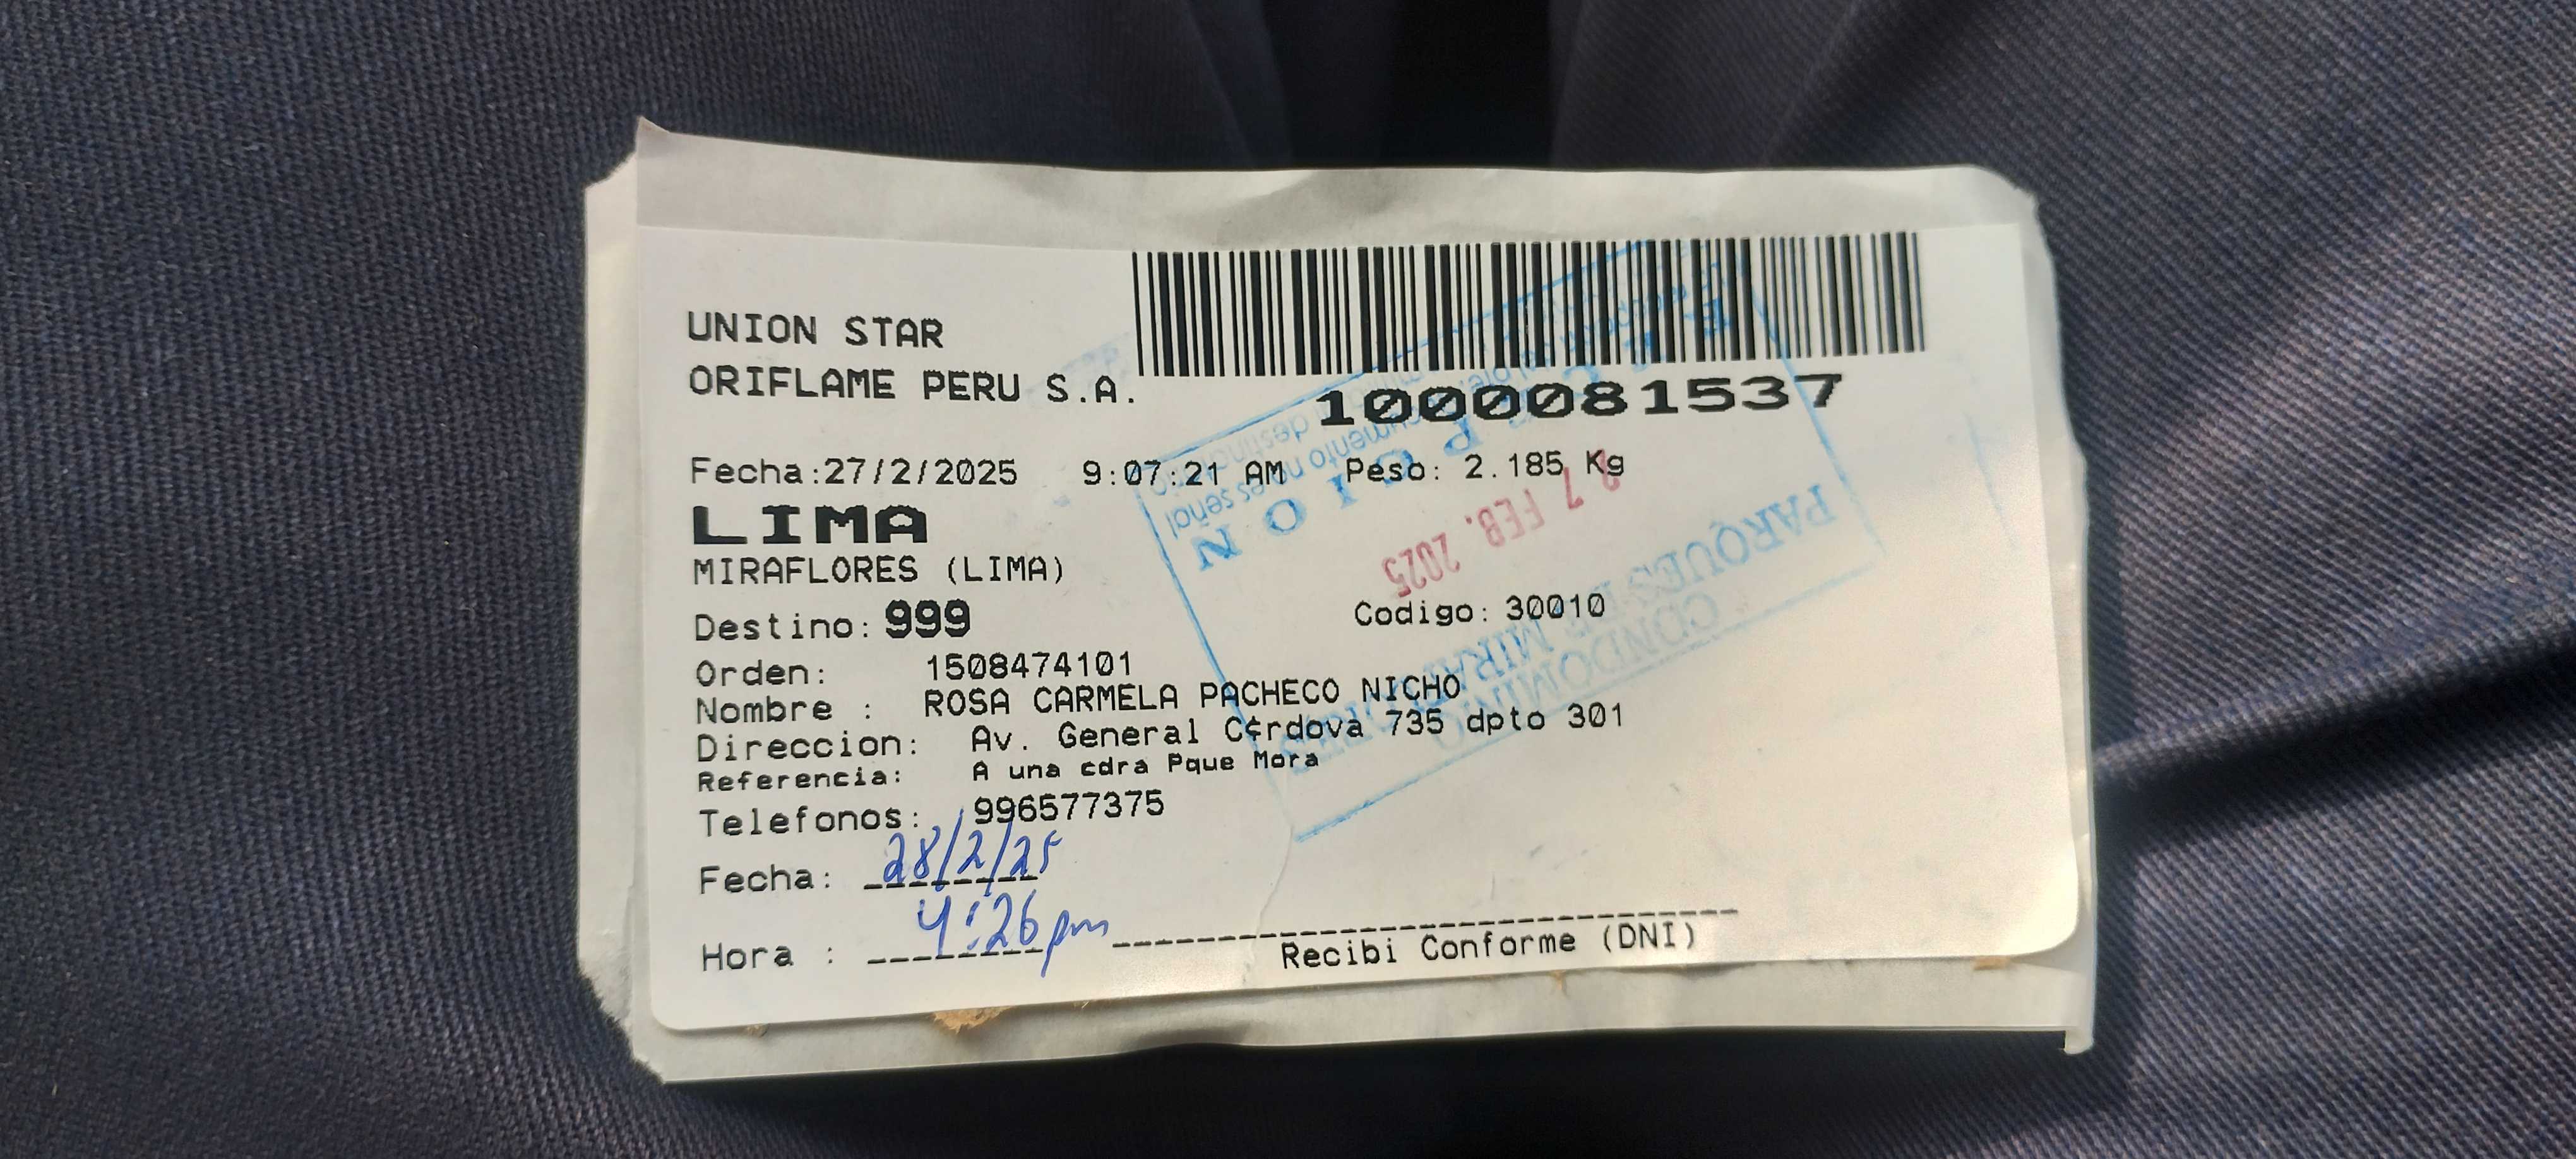 UNION STAR
ORIFLAME PERU S.A.
1000081537
Fecha:27/2/2025 9:07:21 AM Peso: 2.185 Kg
LIMA
MIRAFLORES (LIMA)
Destino: 999 Codigo: 30010
Orden: 1508474101
Nombre : ROSA CARMELA PACHECO NICHO
Direccion: Av. General C¢rdova 735 dpto 301
Referencia: A una cdra Pque Mora
Telefonos: 996577375
Fecha: 28/2/25
Hora : 4:26pm
Recibi Conforme (DNI)
CONDOMINIO
PARQUES DE MIRAFLORES
27 FEB. 2025